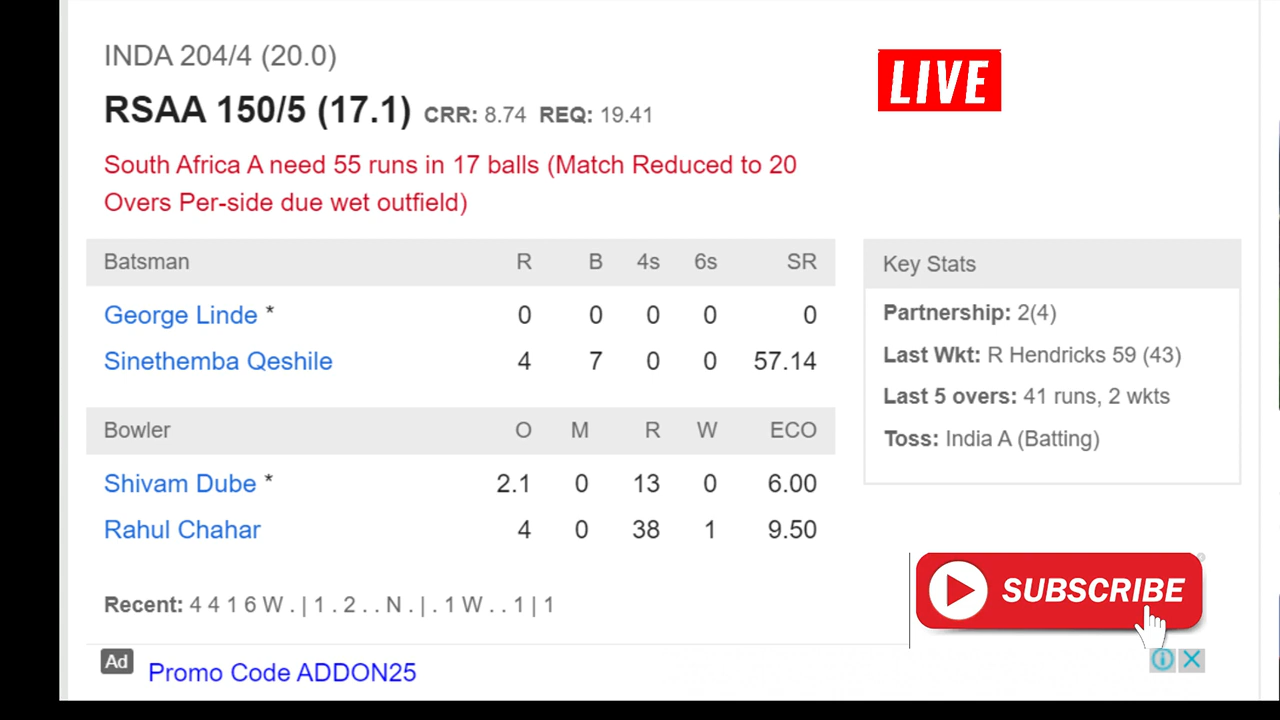 INDA 204/4 (20.0)
LIVE
RSAA 150/5 (17.1) CRR: 8.74 REQ: 19.41
South Africa A need 55 runs in 17 balls (Match Reduced to 20
Overs Per-side due wet outfield)
Batsman R B 4s 6s SR
George Linde * 0 0 0 0 0
Sinethemba Qeshile 4 7 0 0 57.14
Bowler O M R W ECO
Shivam Dube * 2.1 0 13 0 6.00
Rahul Chahar 4 0 38 1 9.50
Recent: 4 4 1 6 W . | 1 . 2 . . N . | . 1 W . . 1 | 1
Key Stats
Partnership: 2(4)
Last Wkt: R Hendricks 59 (43)
Last 5 overs: 41 runs, 2 wkts
Toss: India A (Batting)
SUBSCRIBE
Ad Promo Code ADDON25